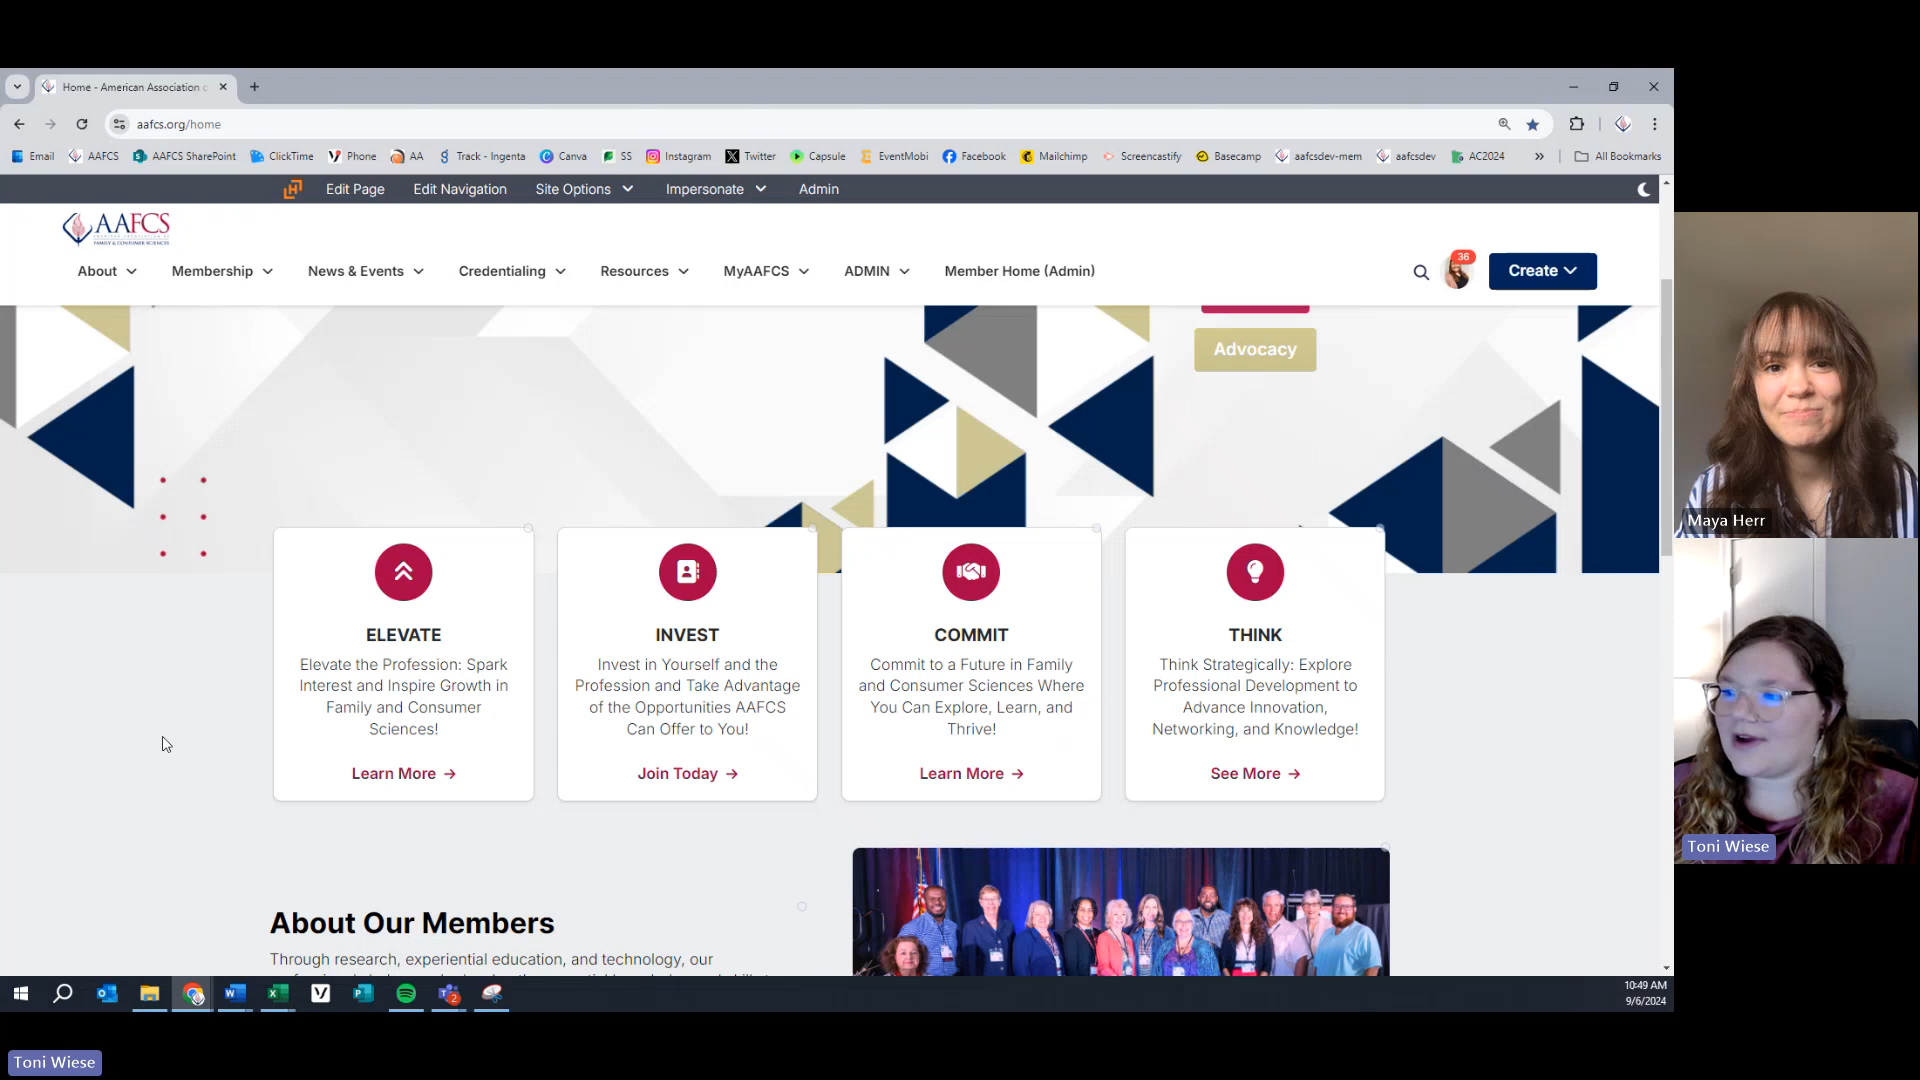 Home - American Association
aafcs.org/home
Email AAFCS AAFCS SharePoint ClickTime Phone AA Track - Ingenta Canva SS Instagram Twitter Capsule EventMobi Facebook Mailchimp Screencastify Basecamp aafcsdev-mem aafcsdev AC2024 » All Bookmarks
Edit Page Edit Navigation Site Options Impersonate Admin
AAFCS
FAMILY & CONSUMER SCIENCES
About Membership News & Events Credentialing Resources MyAAFCS ADMIN Member Home (Admin) 36 Create
Advocacy
ELEVATE
Elevate the Profession: Spark
Interest and Inspire Growth in
Family and Consumer
Sciences!
Learn More →
INVEST
Invest in Yourself and the
Profession and Take Advantage
of the Opportunities AAFCS
Can Offer to You!
Join Today →
COMMIT
Commit to a Future in Family
and Consumer Sciences Where
You Can Explore, Learn, and
Thrive!
Learn More →
THINK
Think Strategically: Explore
Professional Development to
Advance Innovation,
Networking, and Knowledge!
See More →
About Our Members
Through research, experiential education, and technology, our
Maya Herr
Toni Wiese
10:49 AM
9/6/2024
Toni Wiese